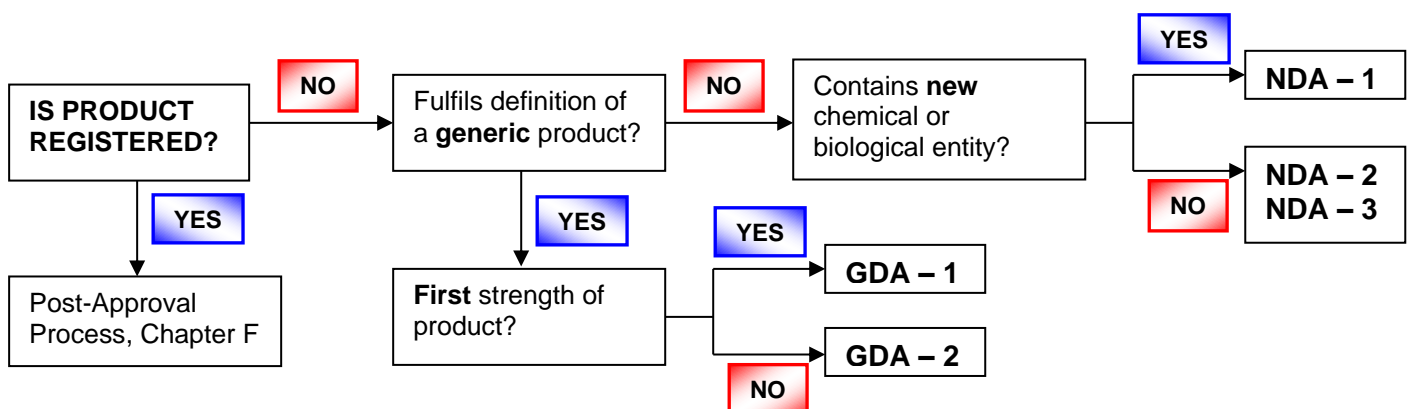 IS PRODUCT
REGISTERED?
NO
Fulfils definition of
a generic product?
NO
Contains new
chemical or
biological entity?
YES
NDA – 1
NO
NDA – 2
NDA – 3
YES
Post-Approval
Process, Chapter F
YES
First strength of
product?
YES
GDA – 1
NO
GDA – 2